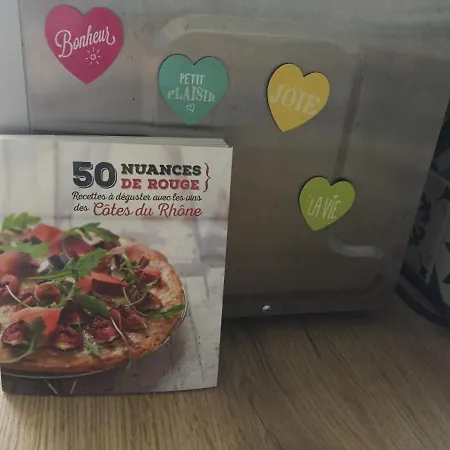 Bonheur
PETIT
PLAISIR
JOIE
LA VIE
50 NUANCES
DE ROUGE}
Recettes à déguster avec les vins
des Côtes du Rhône